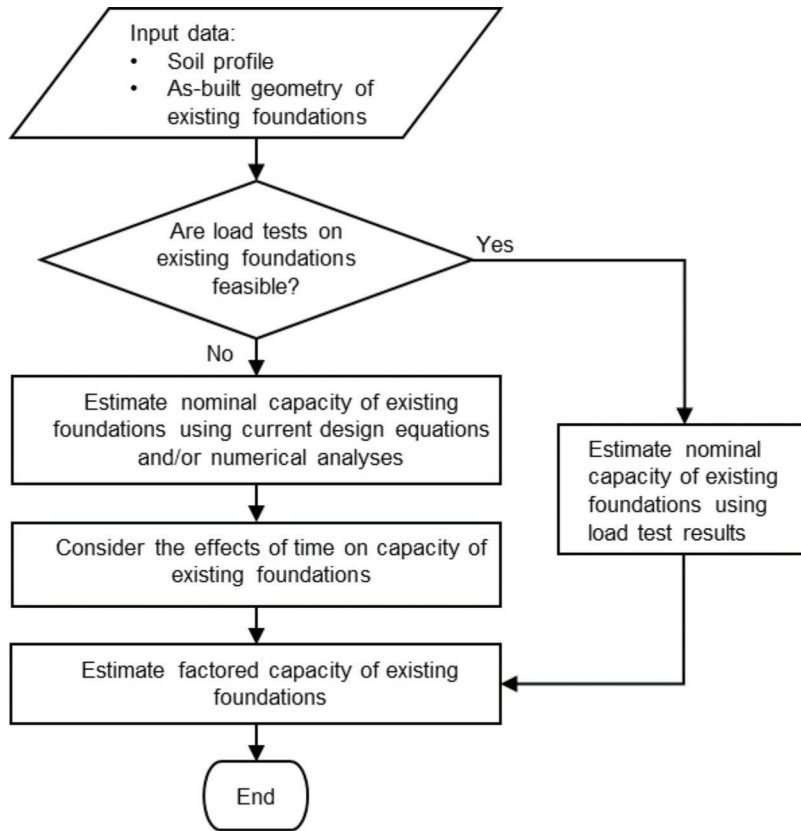 Input data:
• Soil profile
• As-built geometry of
existing foundations
Are load tests on
existing foundations
feasible?
Yes
No
Estimate nominal capacity of existing
foundations using current design equations
and/or numerical analyses
Estimate nominal
capacity of existing
foundations using
load test results
Consider the effects of time on capacity of
existing foundations
Estimate factored capacity of existing
foundations
End